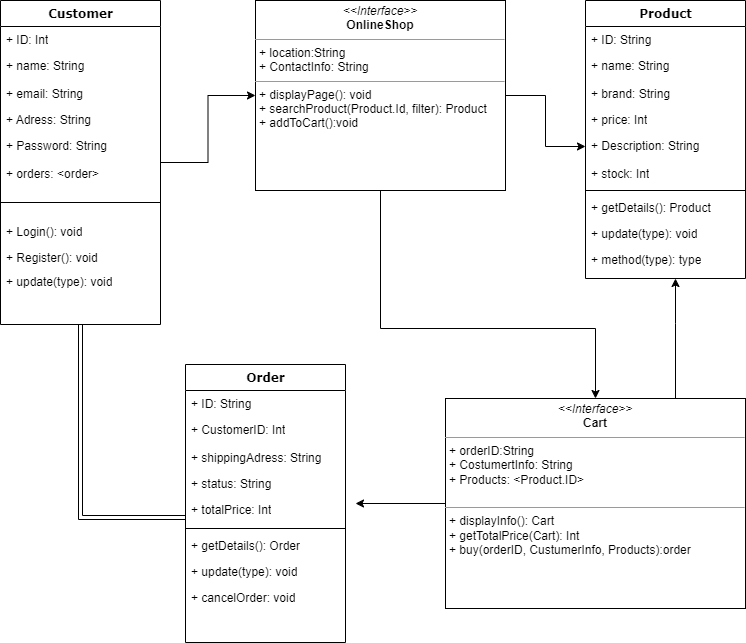 Customer
+ ID: Int
+ name: String
+ email: String
+ Adress: String
+ Password: String
+ orders: <order>
+ Login(): void
+ Register(): void
+ update(type): void
<<Interface>>
OnlineShop
+ location:String
+ ContactInfo: String
+ displayPage(): void
+ searchProduct(Product.Id, filter): Product
+ addToCart():void
Product
+ ID: String
+ name: String
+ brand: String
+ price: Int
+ Description: String
+ stock: Int
+ getDetails(): Product
+ update(type): void
+ method(type): type
Order
+ ID: String
+ CustomerID: Int
+ shippingAdress: String
+ status: String
+ totalPrice: Int
+ getDetails(): Order
+ update(type): void
+ cancelOrder: void
<<Interface>>
Cart
+ orderID:String
+ CostumertInfo: String
+ Products: <Product.ID>
+ displayInfo(): Cart
+ getTotalPrice(Cart): Int
+ buy(orderID, CustumerInfo, Products):order